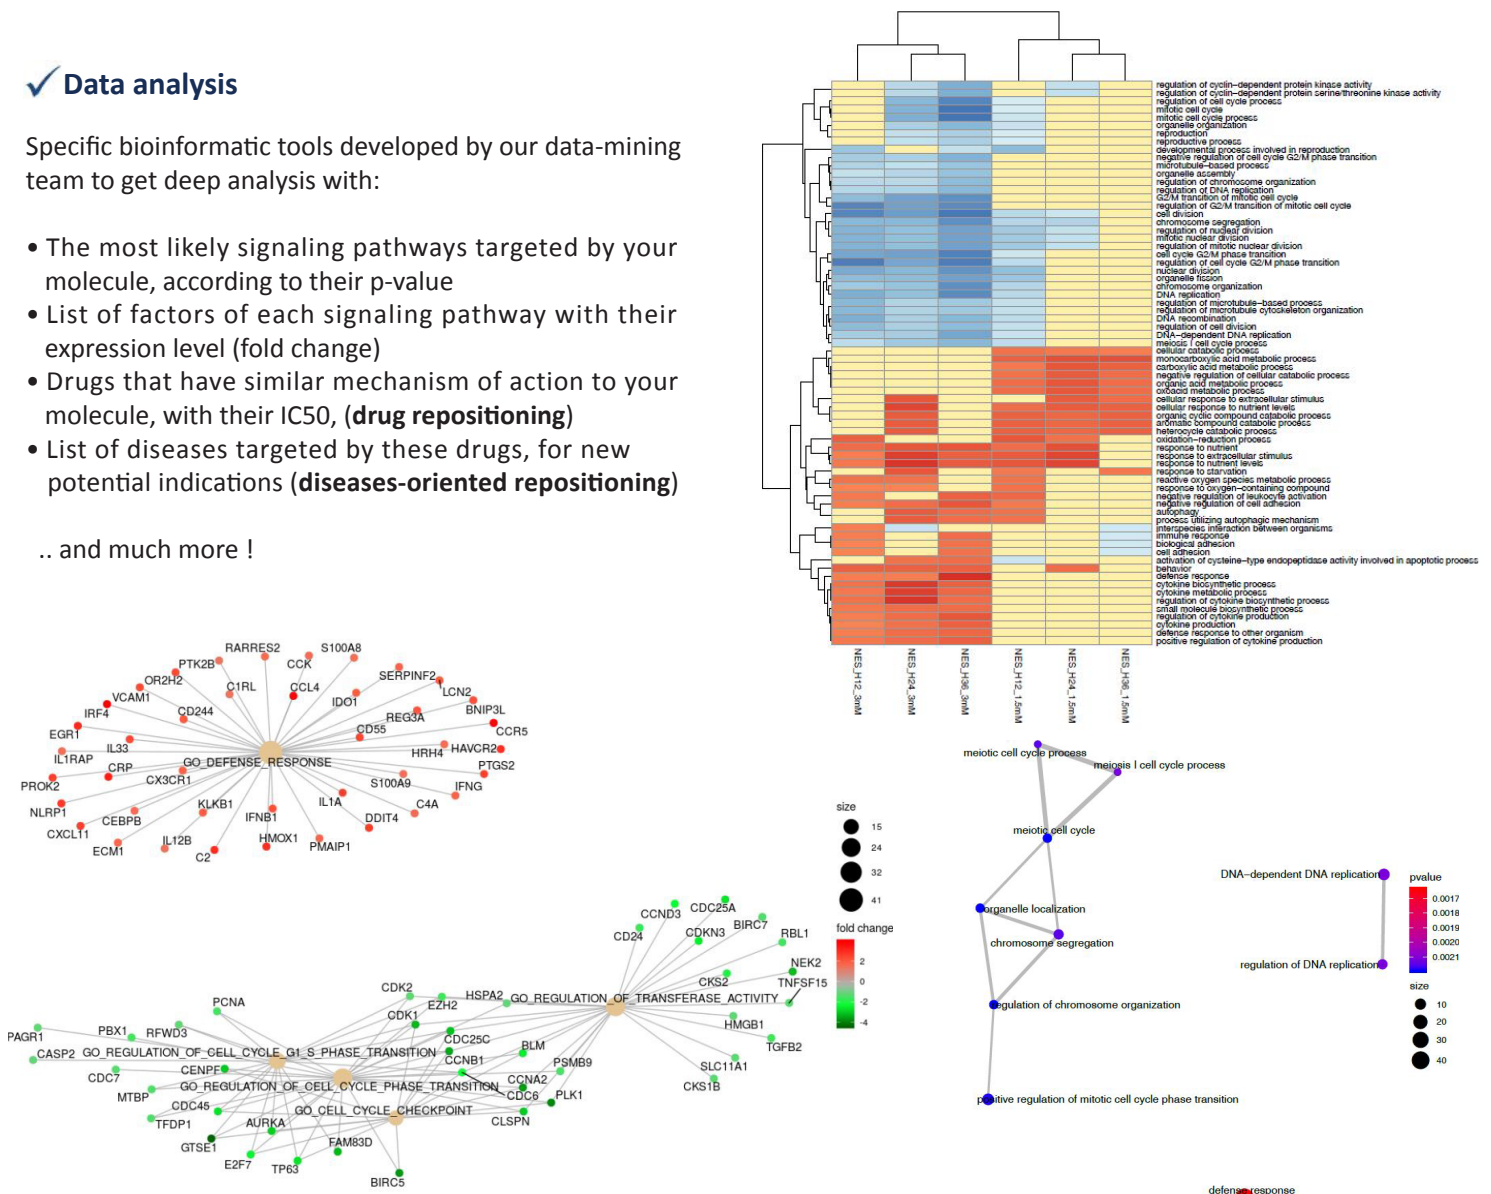 ✓ Data analysis
Specific bioinformatic tools developed by our data-mining
team to get deep analysis with:
• The most likely signaling pathways targeted by your
molecule, according to their p-value
• List of factors of each signaling pathway with their
expression level (fold change)
• Drugs that have similar mechanism of action to your
molecule, with their IC50, (drug repositioning)
• List of diseases targeted by these drugs, for new
potential indications (diseases-oriented repositioning)
.. and much more !
regulation of cyclin-dependent protein kinase activity
regulation of cyclin-dependent protein serine/threonine kinase activity
regulation of cell cycle process
mitotic cell cycle
mitotic cell cycle process
organelle organization
reproduction
reproductive process
developmental process involved in reproduction
negative regulation of cell cycle G2/M phase transition
microtubule-based process
organelle assembly
regulation of chromosome organization
regulation of DNA replication
G2/M transition of mitotic cell cycle
regulation of G2/M transition of mitotic cell cycle
cell division
chromosome segregation
regulation of nuclear division
mitotic nuclear division
regulation of mitotic nuclear division
cell cycle G2/M phase transition
regulation of cell cycle G2/M phase transition
nuclear division
organelle fission
chromosome organization
DNA replication
regulation of microtubule-based process
regulation of microtubule cytoskeleton organization
DNA recombination
regulation of cell division
DNA-dependent DNA replication
meiosis I cell cycle process
cellular catabolic process
monocarboxylic acid metabolic process
carboxylic acid metabolic process
negative regulation of cellular catabolic process
organic acid metabolic process
oxoacid metabolic process
cellular response to extracellular stimulus
cellular response to nutrient levels
organic cyclic compound catabolic process
aromatic compound catabolic process
heterocycle catabolic process
oxidation-reduction process
response to nutrient
response to extracellular stimulus
response to nutrient levels
response to starvation
reactive oxygen species metabolic process
response to oxygen-containing compound
negative regulation of leukocyte activation
negative regulation of cell adhesion
autophagy
process utilizing autophagic mechanism
interspecies interaction between organisms
immune response
biological adhesion
cell adhesion
activation of cysteine-type endopeptidase activity involved in apoptotic process
behavior
defense response
cytokine biosynthetic process
cytokine metabolic process
regulation of cytokine biosynthetic process
small molecule biosynthetic process
regulation of cytokine production
cytokine production
defense response to other organism
positive regulation of cytokine production
NES_H12_3mM
NES_H24_3mM
NES_H36_3mM
NES_H12_1.5mM
NES_H24_1.5mM
NES_H36_1.5mM
RARRES2
S100A8
PTK2B
CCK
SERPINF2
OR2H2
C1RL
CCL4
LCN2
VCAM1
IDO1
IRF4
CD244
REG3A
BNIP3L
EGR1
CD55
CCR5
IL33
IL1RAP
HRH4
HAVCR2
CRP
GO_DEFENSE_RESPONSE
PTGS2
PROK2
CX3CR1
S100A9
IFNG
NLRP1
KLKB1
IL1A
C4A
CXCL11
CEBPB
IFNB1
DDIT4
ECM1
IL12B
HMOX1
PMAIP1
C2
size
15
24
32
41
fold change
2
0
-2
-4
CCND3
CDC25A
BIRC7
CD24
CDKN3
RBL1
NEK2
CKS2
TNFSF15
CDK2
HSPA2
GO_REGULATION_OF_TRANSFERASE_ACTIVITY
EZH2
PCNA
CDK1
HMGB1
PAGR1
PBX1
RFWD3
CDC25C
BLM
TGFB2
CASP2
GO_REGULATION_OF_CELL_CYCLE_G1_S_PHASE_TRANSITION
CCNB1
PSMB9
SLC11A1
CDC7
CENPF
CCNA2
CKS1B
MTBP
GO_REGULATION_OF_CELL_CYCLE_PHASE_TRANSITION
CDC6
PLK1
CDC45
GO_CELL_CYCLE_CHECKPOINT
TFDP1
AURKA
CLSPN
GTSE1
FAM83D
E2F7
TP63
BIRC5
meiotic cell cycle process
meiosis I cell cycle process
meiotic cell cycle
DNA-dependent DNA replication
organelle localization
chromosome segregation
regulation of DNA replication
regulation of chromosome organization
positive regulation of mitotic cell cycle phase transition
defense response
pvalue
0.0017
0.0018
0.0019
0.0020
0.0021
size
10
20
30
40